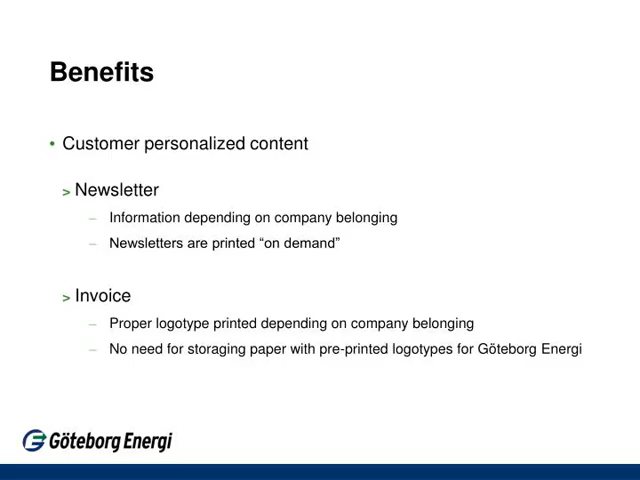 Benefits
• Customer personalized content
> Newsletter
– Information depending on company belonging
– Newsletters are printed “on demand”
> Invoice
– Proper logotype printed depending on company belonging
– No need for storaging paper with pre-printed logotypes for Göteborg Energi
Göteborg Energi